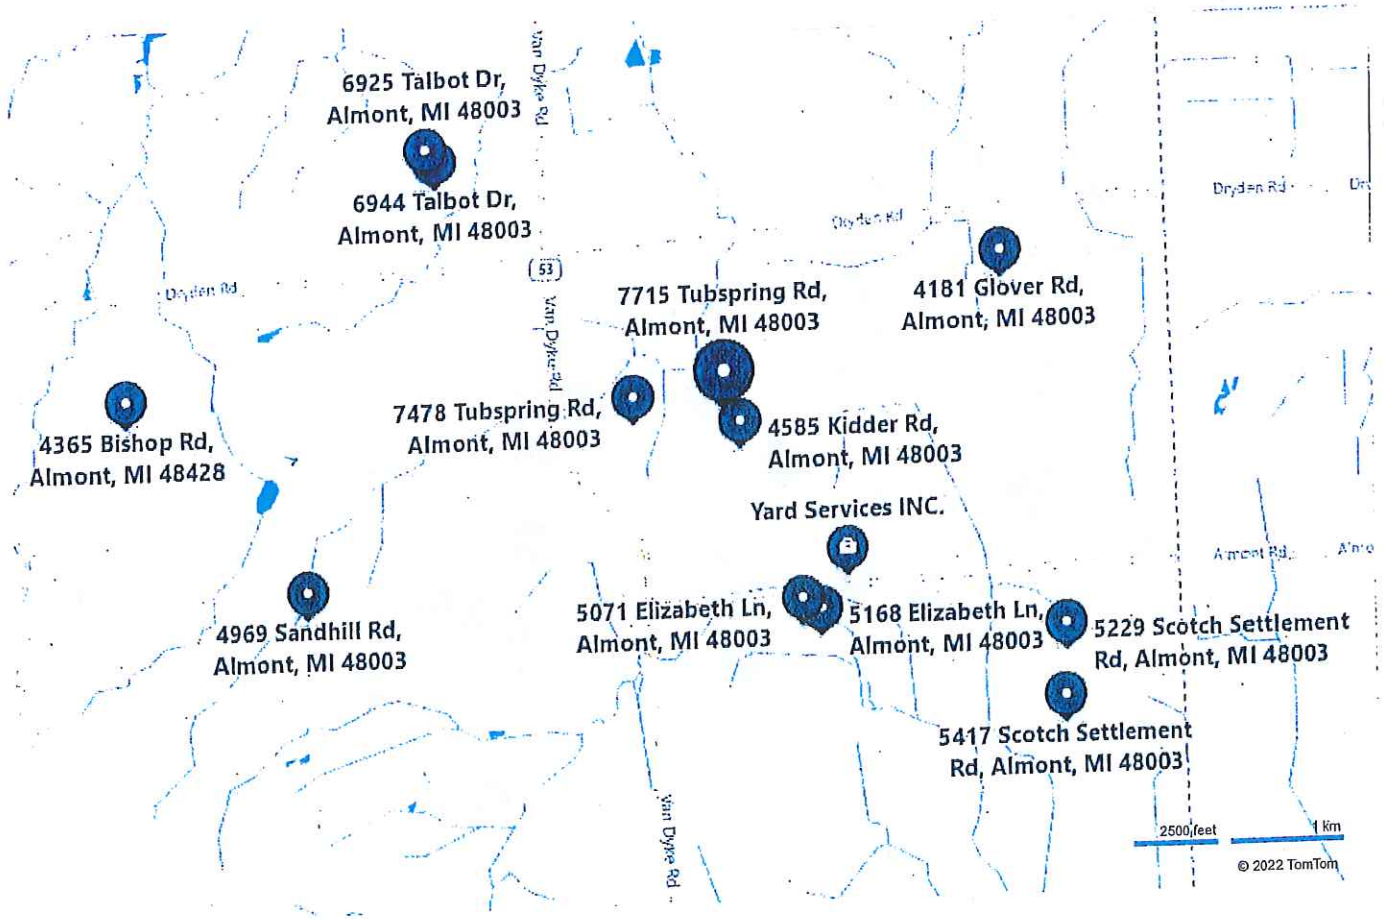 Van Dyke Rd
6925 Talbot Dr,
Almont, MI 48003
6944 Talbot Dr,
Almont, MI 48003
Dryden Rd
Dryden Rd
Dr
53
Dryden Rd
4181 Glover Rd,
Almont, MI 48003
7715 Tubspring Rd,
Almont, MI 48003
Van Dyke Rd
7478 Tubspring Rd,
Almont, MI 48003
4365 Bishop Rd,
Almont, MI 48428
4585 Kidder Rd,
Almont, MI 48003
Yard Services INC.
Almont Rd
Almo
4969 Sandhill Rd,
Almont, MI 48003
5071 Elizabeth Ln,
Almont, MI 48003
5168 Elizabeth Ln,
Almont, MI 48003
5229 Scotch Settlement
Rd, Almont, MI 48003
5417 Scotch Settlement
Rd, Almont, MI 48003
Van Dyke Rd
2500 feet
1 km
© 2022 TomTom